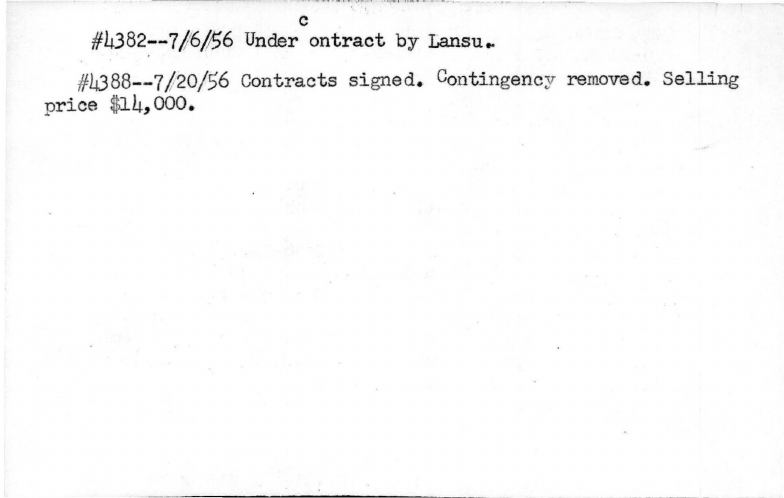 c
#4382--7/6/56 Under ontract by Lansu.
#4388--7/20/56 Contracts signed. Contingency removed. Selling
price $14,000.